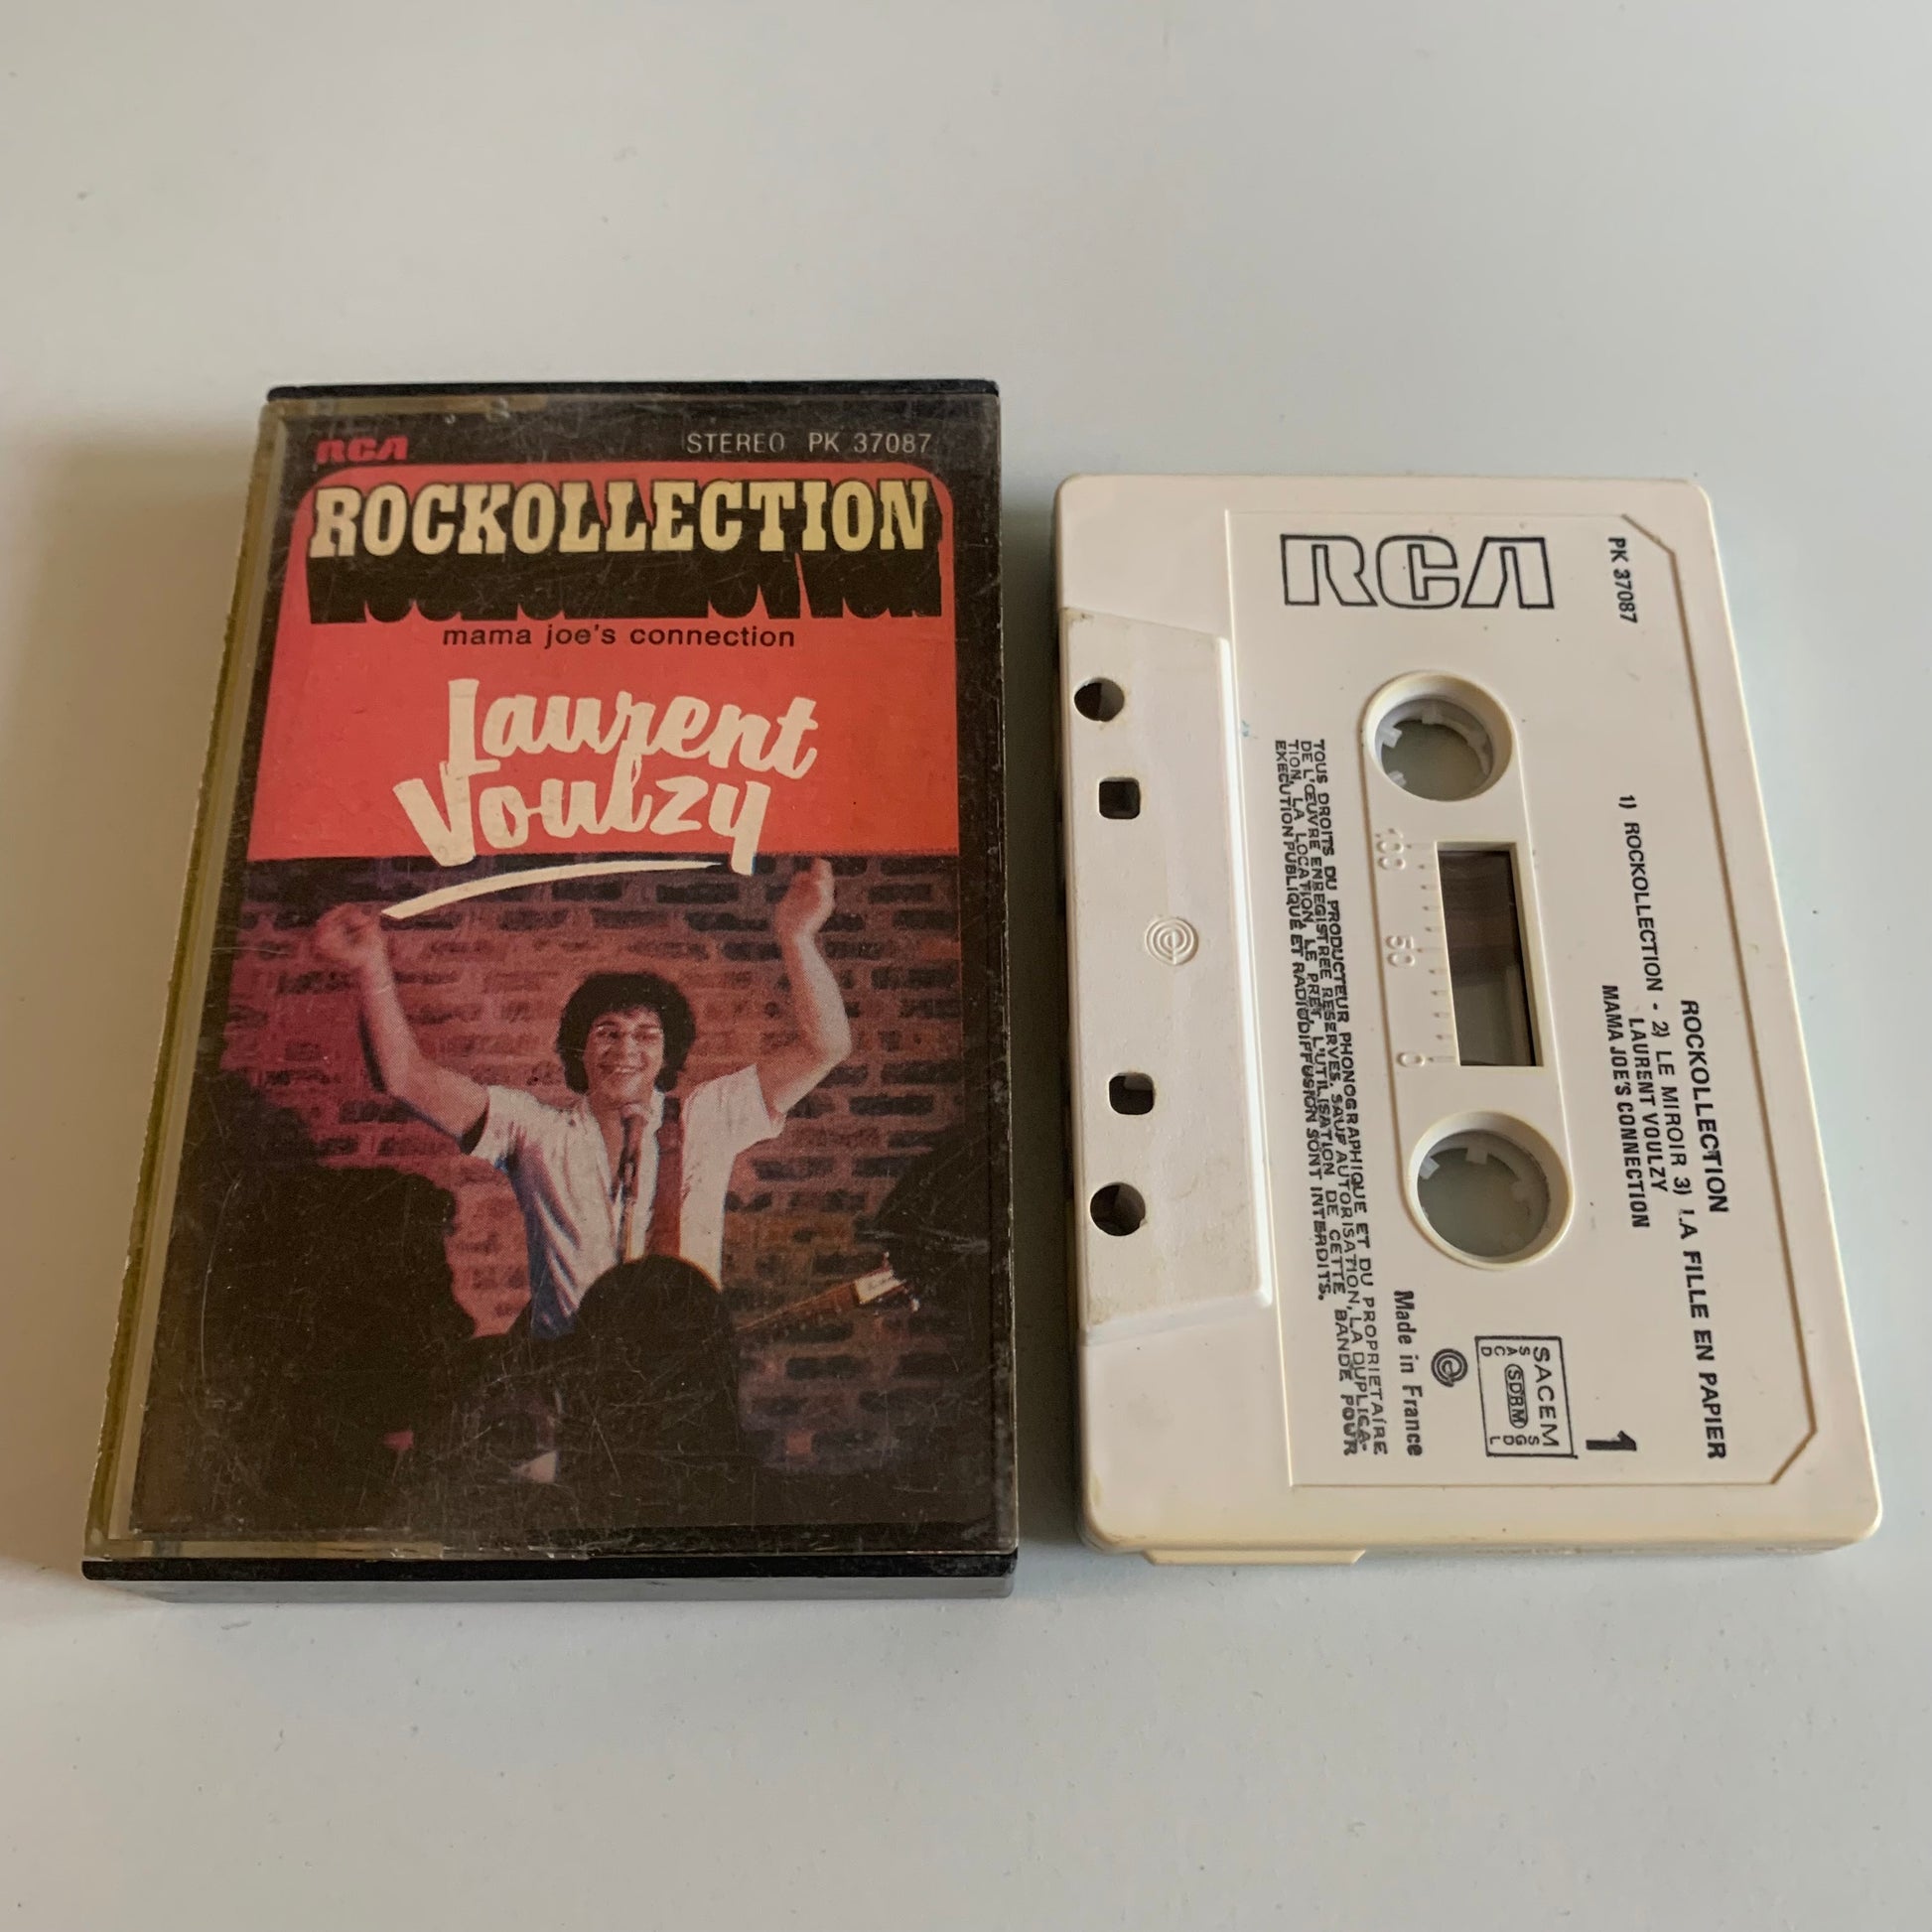 RCA
STEREO PK 37087
ROCKOLLECTION
mama joe's connection
Laurent
Voulzy
RCA
PK 37087
ROCKOLLECTION
1) ROCKOLLECTION - 2) LE MIROIR 3) LA FILLE EN PAPIER
LAURENT VOULZY
MAMA JOE'S CONNECTION
1
SACEM
SACD
SDRM
SGDL
Made in France
100 50 0
TOUS DROITS DU PRODUCTEUR PHONOGRAPHIQUE ET DU PROPRIETAIRE
DE L'ŒUVRE ENREGISTREE RESERVES. SAUF AUTORISATION, LA DUPLICA-
TION, LA LOCATION, LE PRET, L'UTILISATION DE CETTE BANDE POUR
EXECUTION PUBLIQUE ET RADIODIFFUSION SONT INTERDITS.